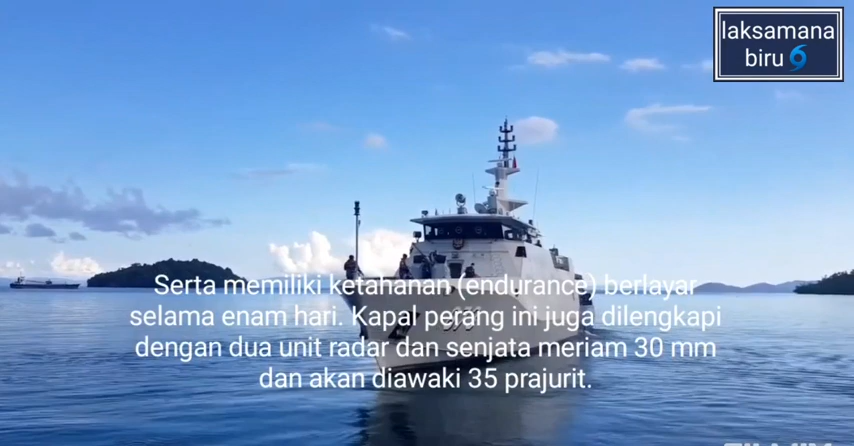 laksamana
biru
Serta memiliki ketahanan (endurance) berlayar
selama enam hari. Kapal perang ini juga dilengkapi
dengan dua unit radar dan senjata meriam 30 mm
dan akan diawaki 35 prajurit.